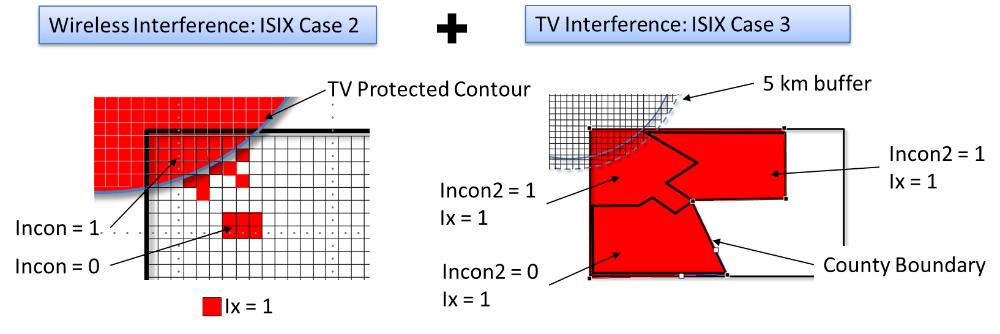 Wireless Interference: ISIX Case 2
TV Interference: ISIX Case 3
TV Protected Contour
Incon = 1
Incon = 0
Ix = 1
5 km buffer
Incon2 = 1
Ix = 1
Incon2 = 1
Ix = 1
Incon2 = 0
Ix = 1
County Boundary